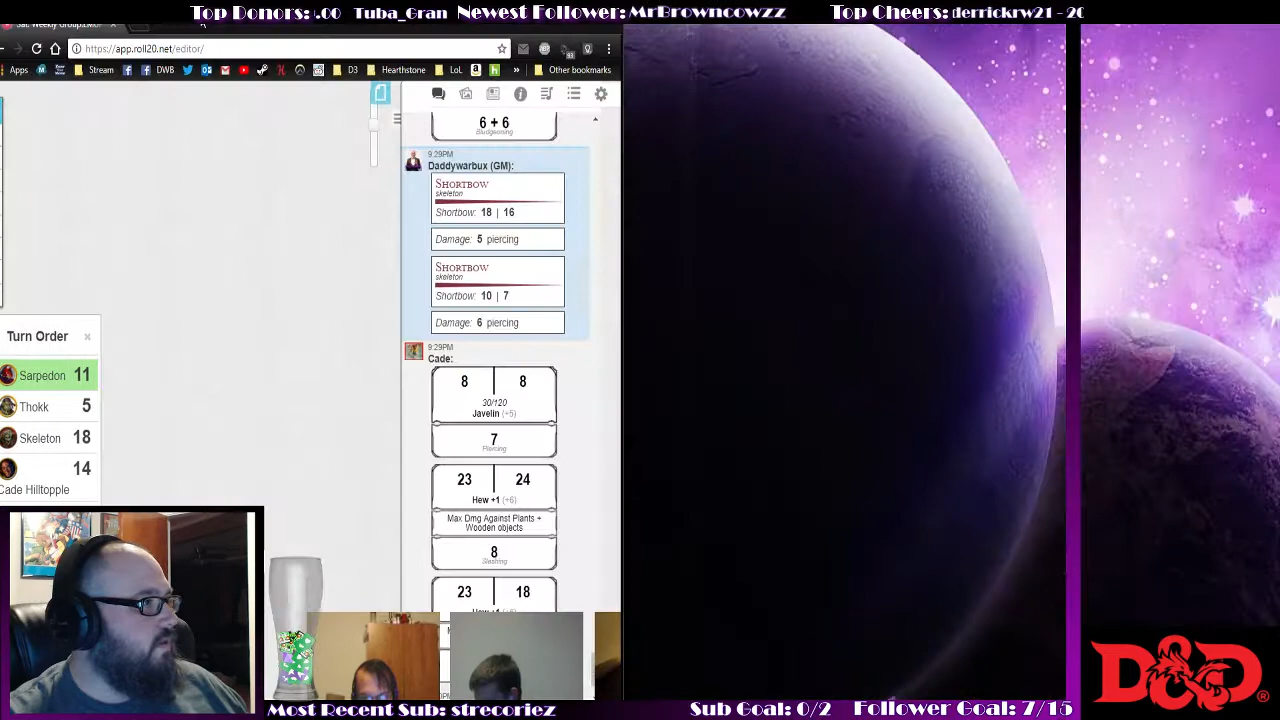 Top Donors: .00 Tuba_Gran Newest Follower: MrBrowncowzz Top Cheers: derrickrw21 - 20
https://app.roll20.net/editor/
Apps Stream DWB D3 Hearthstone LoL » Other bookmarks
6 + 6
Bludgeoning
9:29PM
Daddywarbux (GM):
Shortbow
skeleton
Shortbow: 18 | 16
Damage: 5 piercing
Shortbow
skeleton
Shortbow: 10 | 7
Damage: 6 piercing
9:29PM
Cade:
8 8
30/120
Javelin (+5)
7
Piercing
23 24
Hew +1 (+6)
Max Dmg Against Plants +
Wooden objects
8
Slashing
23 18
Turn Order ×
Sarpedon 11
Thokk 5
Skeleton 18
14
Cade Hilltopple
D&D
Most Recent Sub: strecoriez Sub Goal: 0/2 Follower Goal: 7/15